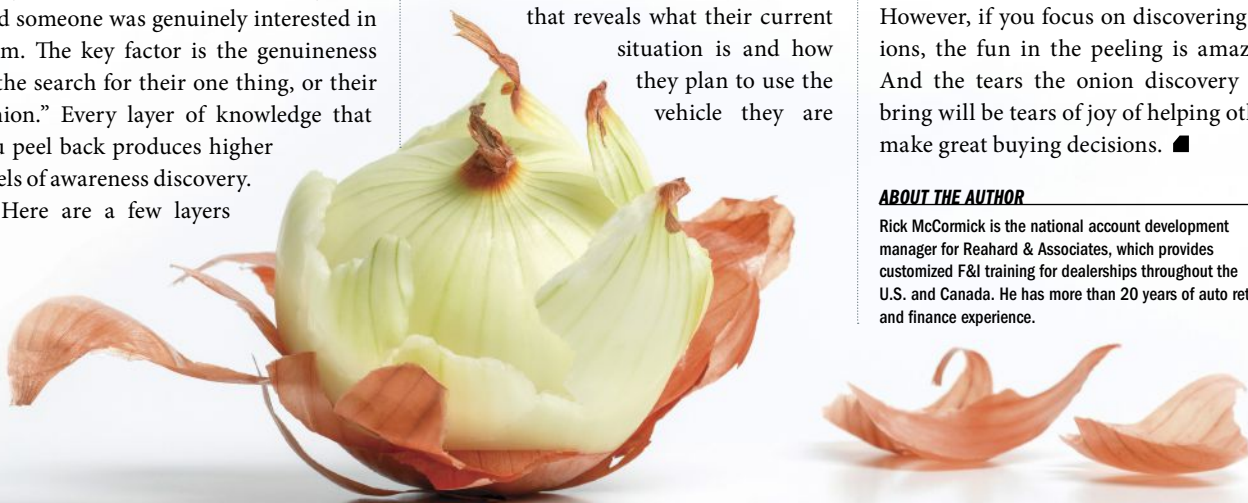 d someone was genuinely interested in
m. The key factor is the genuineness
the search for their one thing, or their
nion.” Every layer of knowledge that
u peel back produces higher
els of awareness discovery.
Here are a few layers
that reveals what their current
situation is and how
they plan to use the
vehicle they are
However, if you focus on discovering
ions, the fun in the peeling is amaz
And the tears the onion discovery
bring will be tears of joy of helping oth
make great buying decisions.
ABOUT THE AUTHOR
Rick McCormick is the national account development
manager for Reahard & Associates, which provides
customized F&I training for dealerships throughout the
U.S. and Canada. He has more than 20 years of auto ret
and finance experience.